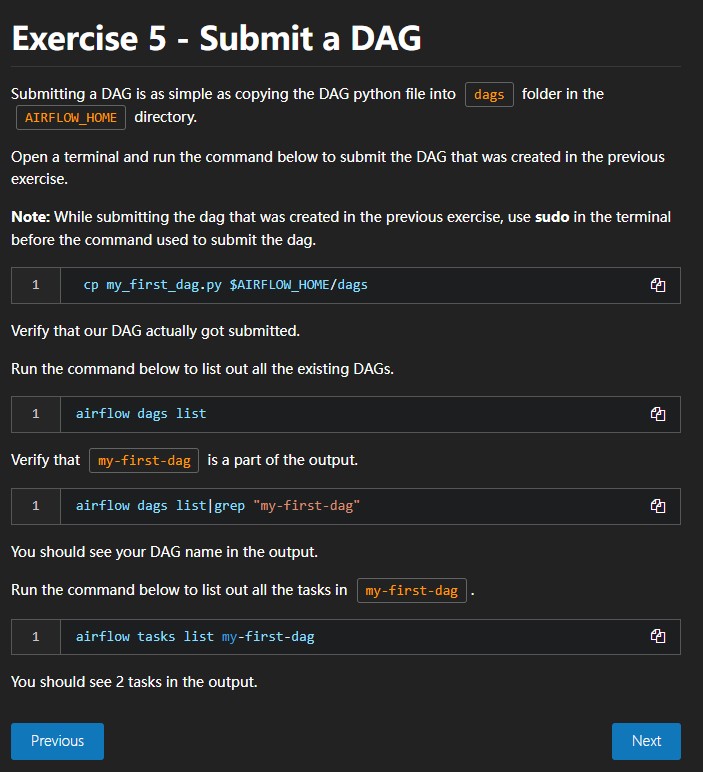 Exercise 5 - Submit a DAG
Submitting a DAG is as simple as copying the DAG python file into dags folder in the
AIRFLOW_HOME directory.
Open a terminal and run the command below to submit the DAG that was created in the previous
exercise.
Note: While submitting the dag that was created in the previous exercise, use sudo in the terminal
before the command used to submit the dag.
1 cp my_first_dag.py $AIRFLOW_HOME/dags
Verify that our DAG actually got submitted.
Run the command below to list out all the existing DAGs.
1 airflow dags list
Verify that my-first-dag is a part of the output.
1 airflow dags list|grep "my-first-dag"
You should see your DAG name in the output.
Run the command below to list out all the tasks in my-first-dag .
1 airflow tasks list my-first-dag
You should see 2 tasks in the output.
Previous Next